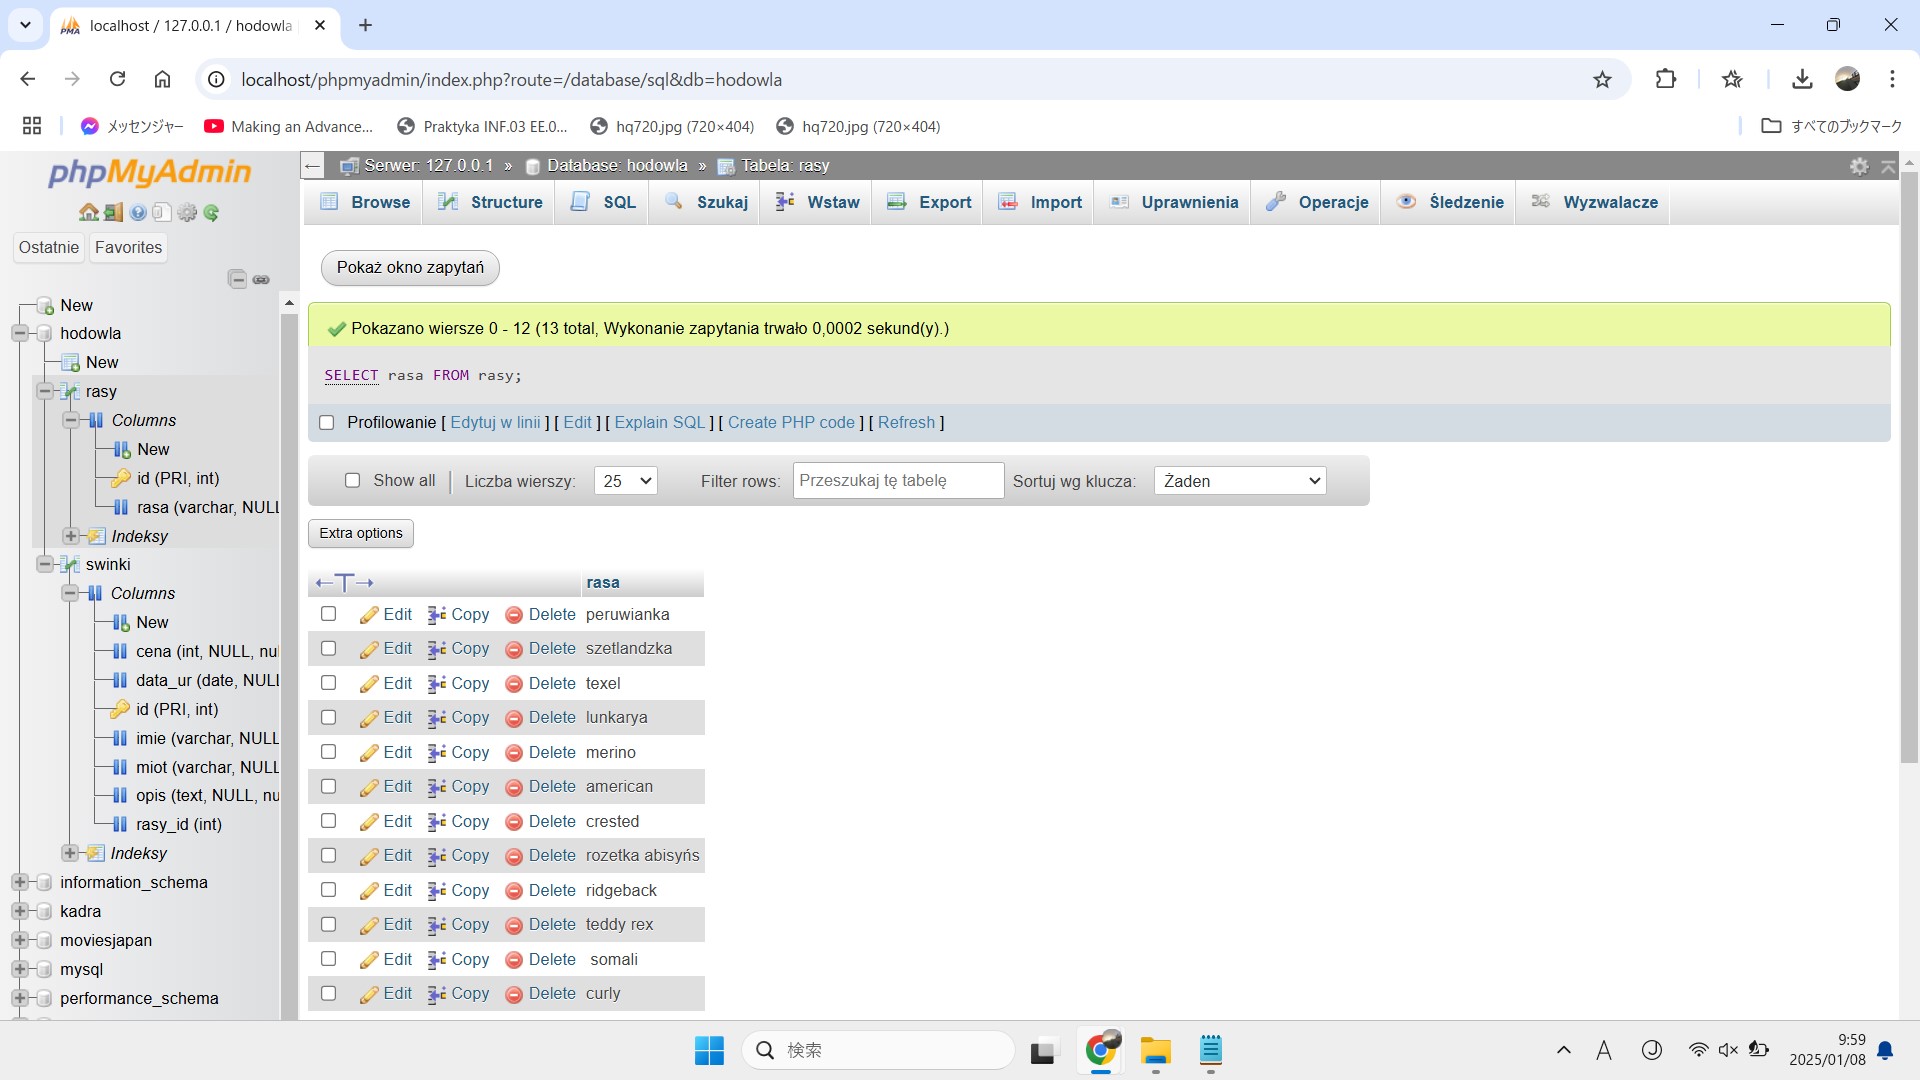 localhost / 127.0.0.1 / hodowla
localhost/phpmyadmin/index.php?route=/database/sql&db=hodowla
メッセンジャー
Making an Advance...
Praktyka INF.03 EE.0...
hq720.jpg (720×404)
hq720.jpg (720×404)
すべてのブックマーク
phpMyAdmin
Ostatnie
Favorites
New
hodowla
New
rasy
Columns
New
id (PRI, int)
rasa (varchar, NULL
Indeksy
swinki
Columns
New
cena (int, NULL, nu
data_ur (date, NULL
id (PRI, int)
imie (varchar, NULL
miot (varchar, NULL
opis (text, NULL, nu
rasy_id (int)
Indeksy
information_schema
kadra
moviesjapan
mysql
performance_schema
Serwer: 127.0.0.1 » Database: hodowla » Tabela: rasy
Browse Structure SQL Szukaj Wstaw Export Import Uprawnienia Operacje Śledzenie Wyzwalacze
Pokaż okno zapytań
Pokazano wiersze 0 - 12 (13 total, Wykonanie zapytania trwało 0,0002 sekund(y).)
SELECT rasa FROM rasy;
Profilowanie [ Edytuj w linii ] [ Edit ] [ Explain SQL ] [ Create PHP code ] [ Refresh ]
Show all Liczba wierszy: 25 Filter rows: Przeszukaj tę tabelę Sortuj wg klucza: Żaden
Extra options
←T→ rasa
Edit Copy Delete peruwianka
Edit Copy Delete szetlandzka
Edit Copy Delete texel
Edit Copy Delete lunkarya
Edit Copy Delete merino
Edit Copy Delete american
Edit Copy Delete crested
Edit Copy Delete rozetka abisyńs
Edit Copy Delete ridgeback
Edit Copy Delete teddy rex
Edit Copy Delete somali
Edit Copy Delete curly
検索
A
J
9:59
2025/01/08